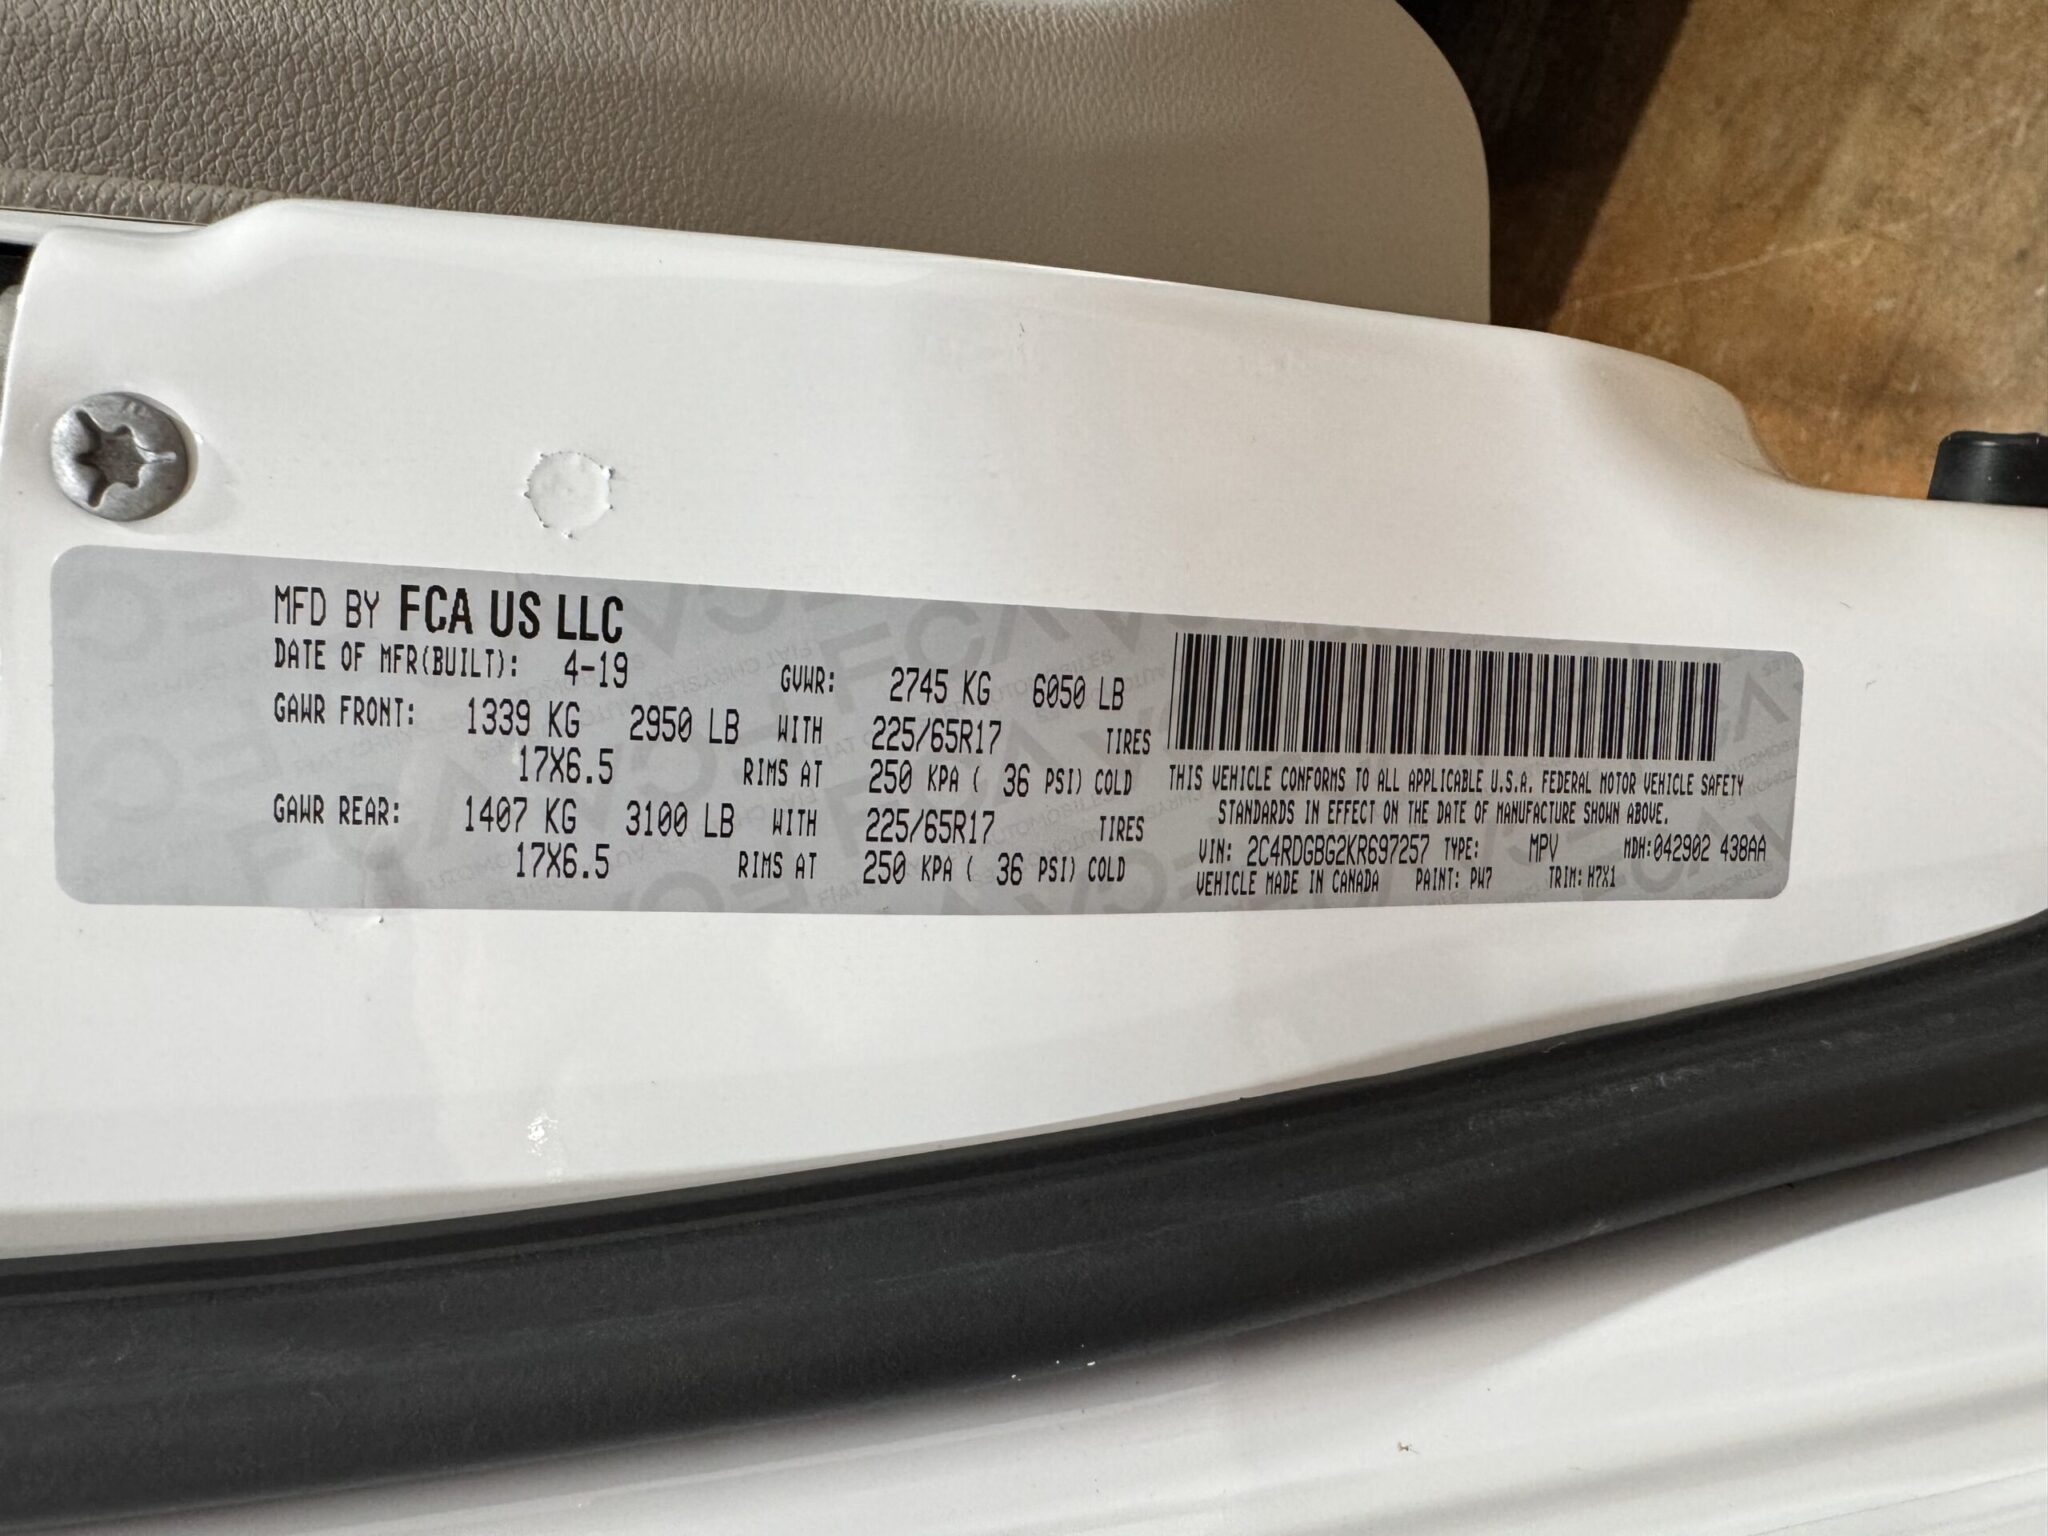 MFD BY FCA US LLC
DATE OF MFR(BUILT): 4-19 GVWR: 2745 KG 6050 LB
GAWR FRONT: 1339 KG 2950 LB WITH 225/65R17 TIRES
17X6.5 RIMS AT 250 KPA ( 36 PSI) COLD
GAWR REAR: 1407 KG 3100 LB WITH 225/65R17 TIRES
17X6.5 RIMS AT 250 KPA ( 36 PSI) COLD
THIS VEHICLE CONFORMS TO ALL APPLICABLE U.S.A. FEDERAL MOTOR VEHICLE SAFETY
STANDARDS IN EFFECT ON THE DATE OF MANUFACTURE SHOWN ABOVE.
VIN: 2C4RDGBG2KR697257 TYPE: MPV MDH:042902 438AA
VEHICLE MADE IN CANADA PAINT: PW7 TRIM: H7X1